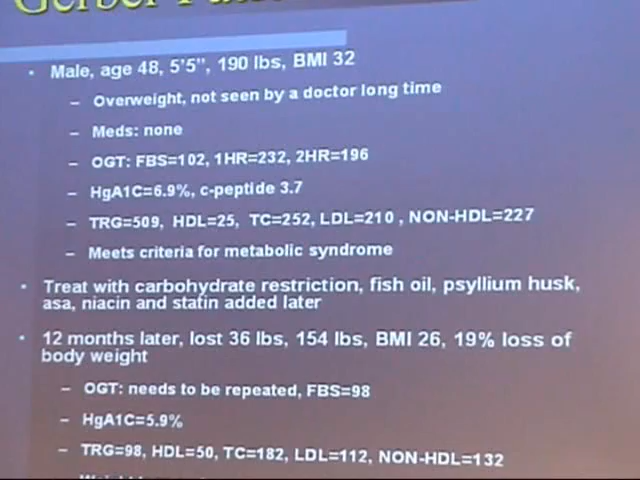 Gerber
• Male, age 48, 5'5", 190 lbs, BMI 32
– Overweight, not seen by a doctor long time
– Meds: none
– OGT: FBS=102, 1HR=232, 2HR=196
– HgA1C=6.9%, c-peptide 3.7
– TRG=509, HDL=25, TC=252, LDL=210 , NON-HDL=227
– Meets criteria for metabolic syndrome
• Treat with carbohydrate restriction, fish oil, psyllium husk,
asa, niacin and statin added later
• 12 months later, lost 36 lbs, 154 lbs, BMI 26, 19% loss of
body weight
– OGT: needs to be repeated, FBS=98
– HgA1C=5.9%
– TRG=98, HDL=50, TC=182, LDL=112, NON-HDL=132